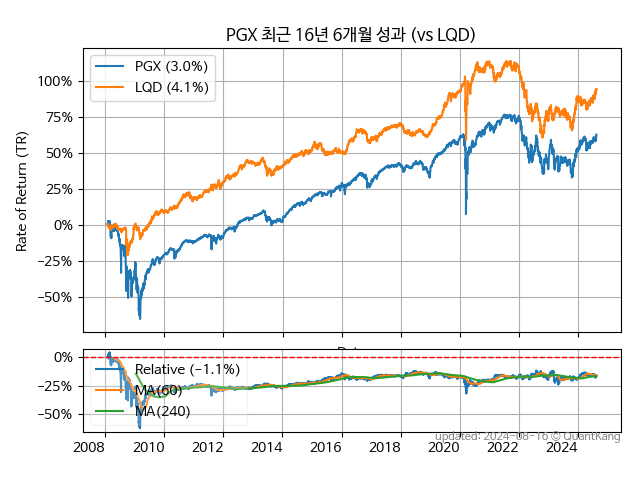 PGX 최근 16년 6개월 성과 (vs LQD)
Rate of Return (TR)
100%
75%
50%
25%
0%
−25%
−50%
PGX (3.0%)
LQD (4.1%)
0%
−25%
−50%
Relative (−1.1%)
MA(60)
MA(240)
2008 2010 2012 2014 2016 2018 2020 2022 2024
updated: 2024-08-16 © QuantKang